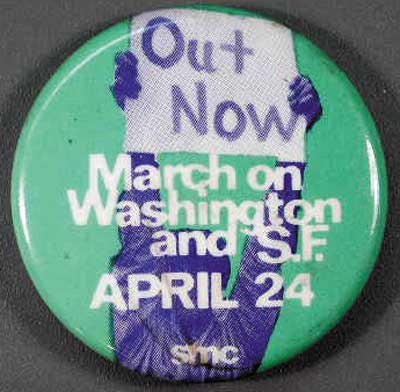 Out
Now
March on
Washington
and S.F.
APRIL 24
smc